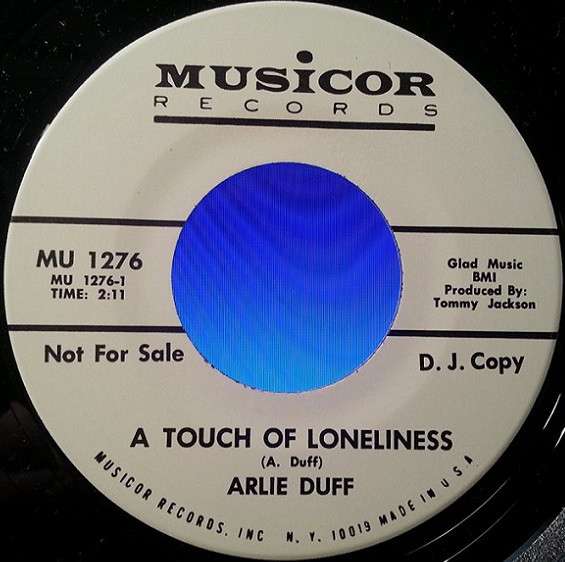 MUSICOR
RECORDS
MU 1276
MU 1276-1
TIME: 2:11
Glad Music
BMI
Produced By:
Tommy Jackson
Not For Sale
D. J. Copy
A TOUCH OF LONELINESS
(A. Duff)
ARLIE DUFF
MUSICOR RECORDS, INC N. Y. 10019 MADE IN U.S.A.